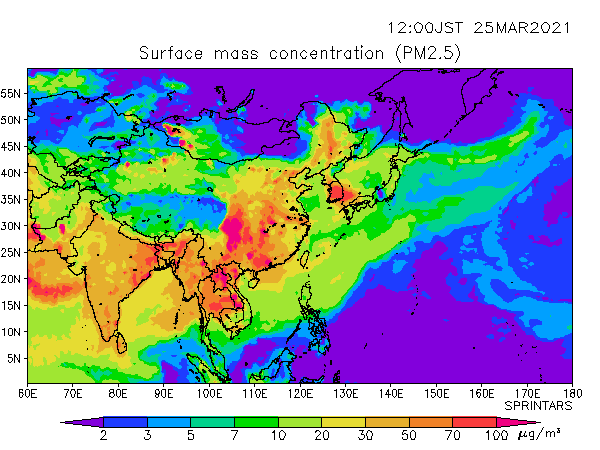 12:00JST 25MAR2021
Surface mass concentration (PM2.5)
55N
50N
45N
40N
35N
30N
25N
20N
15N
10N
5N
60E 70E 80E 90E 100E 110E 120E 130E 140E 150E 160E 170E 180
SPRINTARS
2 3 5 7 10 20 30 50 70 100 μg/m³